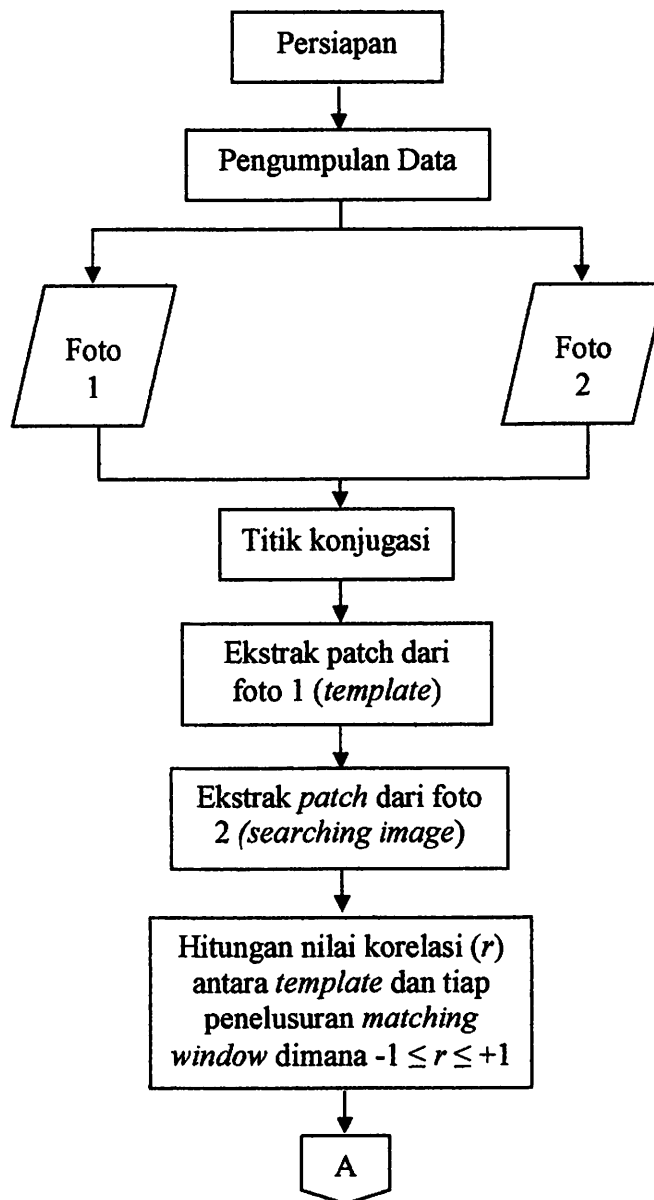 Persiapan
Pengumpulan Data
Foto
1
Foto
2
Titik konjugasi
Ekstrak patch dari
foto 1 (template)
Ekstrak patch dari foto
2 (searching image)
Hitungan nilai korelasi (r)
antara template dan tiap
penelusuran matching
window dimana -1 ≤ r ≤ +1
A